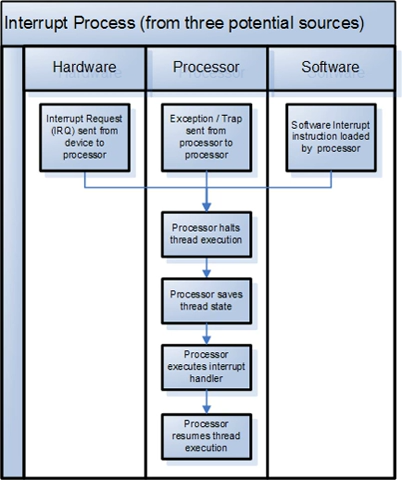 Interrupt Process (from three potential sources)
Hardware
Processor
Software
Interrupt Request
(IRQ) sent from
device to
processor
Exception / Trap
sent from
processor to
processor
Software Interrupt
instruction loaded
by processor
Processor halts
thread execution
Processor saves
thread state
Processor
executes interrupt
handler
Processor
resumes thread
execution